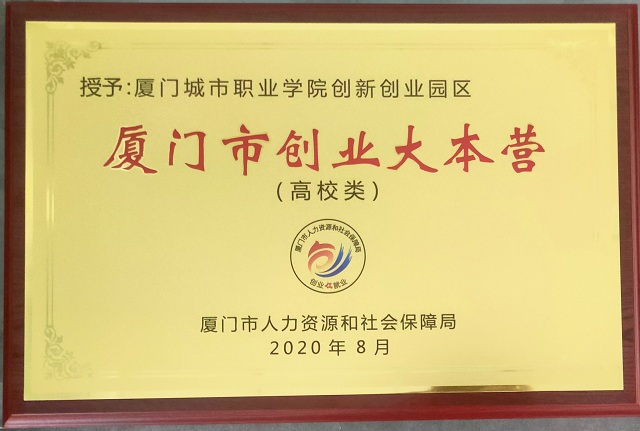 授予:厦门城市职业学院创新创业园区
厦门市创业大本营
(高校类)
厦门市人力资源和社会保障局
创业 就业
厦门市人力资源和社会保障局
2020年8月